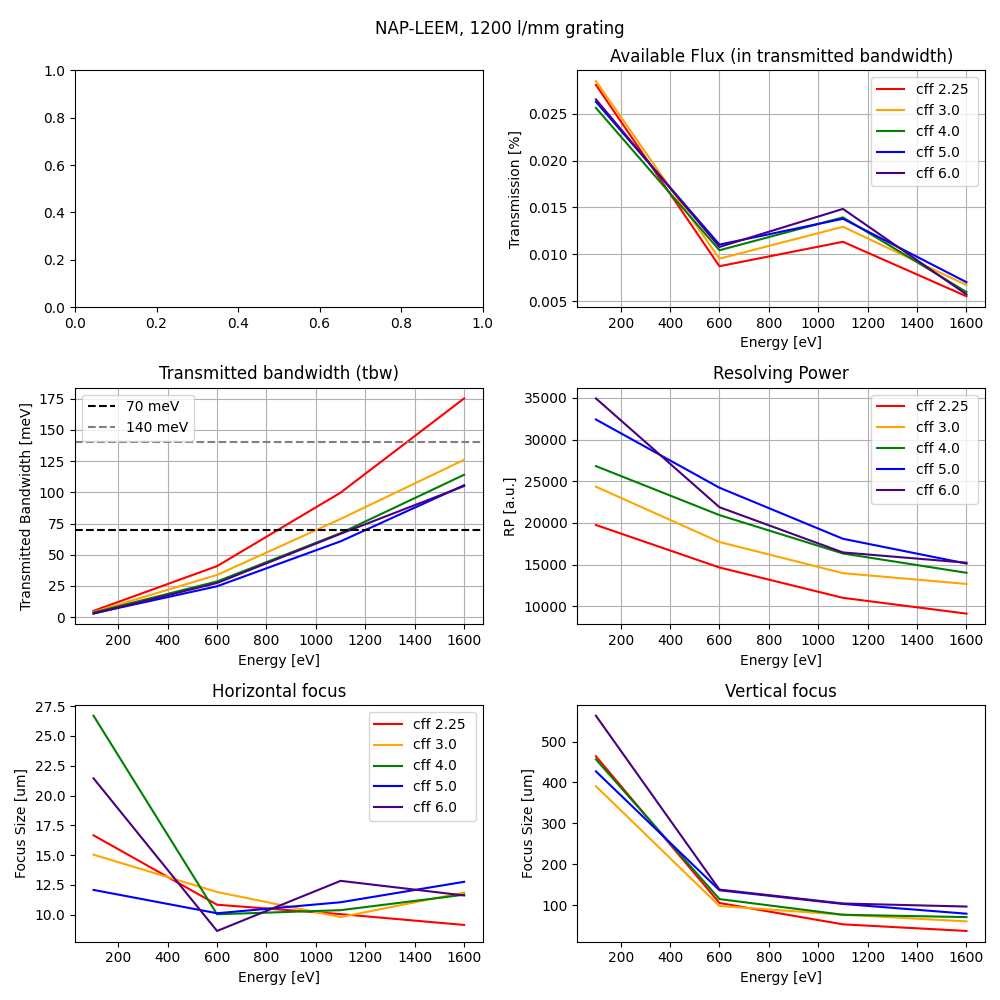 NAP-LEEM, 1200 l/mm grating
1.0
0.8
0.6
0.4
0.2
0.0
0.0 0.2 0.4 0.6 0.8 1.0
Available Flux (in transmitted bandwidth)
Transmission [%]
0.025
0.020
0.015
0.010
0.005
cff 2.25
cff 3.0
cff 4.0
cff 5.0
cff 6.0
200 400 600 800 1000 1200 1400 1600
Energy [eV]
Transmitted bandwidth (tbw)
Transmitted Bandwidth [meV]
175
150
125
100
75
50
25
0
70 meV
140 meV
200 400 600 800 1000 1200 1400 1600
Energy [eV]
Resolving Power
RP [a.u.]
35000
30000
25000
20000
15000
10000
cff 2.25
cff 3.0
cff 4.0
cff 5.0
cff 6.0
200 400 600 800 1000 1200 1400 1600
Energy [eV]
Horizontal focus
Focus Size [um]
27.5
25.0
22.5
20.0
17.5
15.0
12.5
10.0
cff 2.25
cff 3.0
cff 4.0
cff 5.0
cff 6.0
200 400 600 800 1000 1200 1400 1600
Energy [eV]
Vertical focus
Focus Size [um]
500
400
300
200
100
200 400 600 800 1000 1200 1400 1600
Energy [eV]